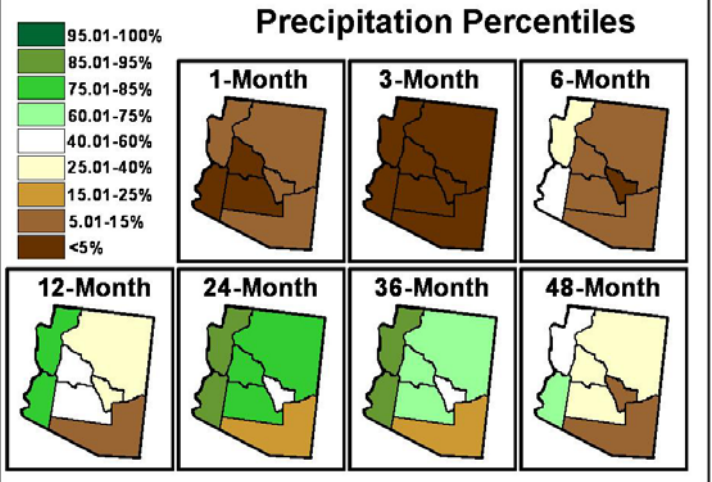 Precipitation Percentiles
95.01-100%
85.01-95%
75.01-85%
60.01-75%
40.01-60%
25.01-40%
15.01-25%
5.01-15%
<5%
1-Month
3-Month
6-Month
12-Month
24-Month
36-Month
48-Month